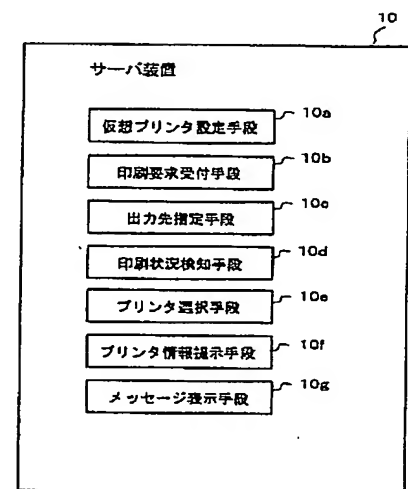 10
サーバ装置
仮想プリンタ設定手段 10a
印刷要求受付手段 10b
出力先指定手段 10c
印刷状況検知手段 10d
プリンタ選択手段 10e
プリンタ情報提示手段 10f
メッセージ表示手段 10g